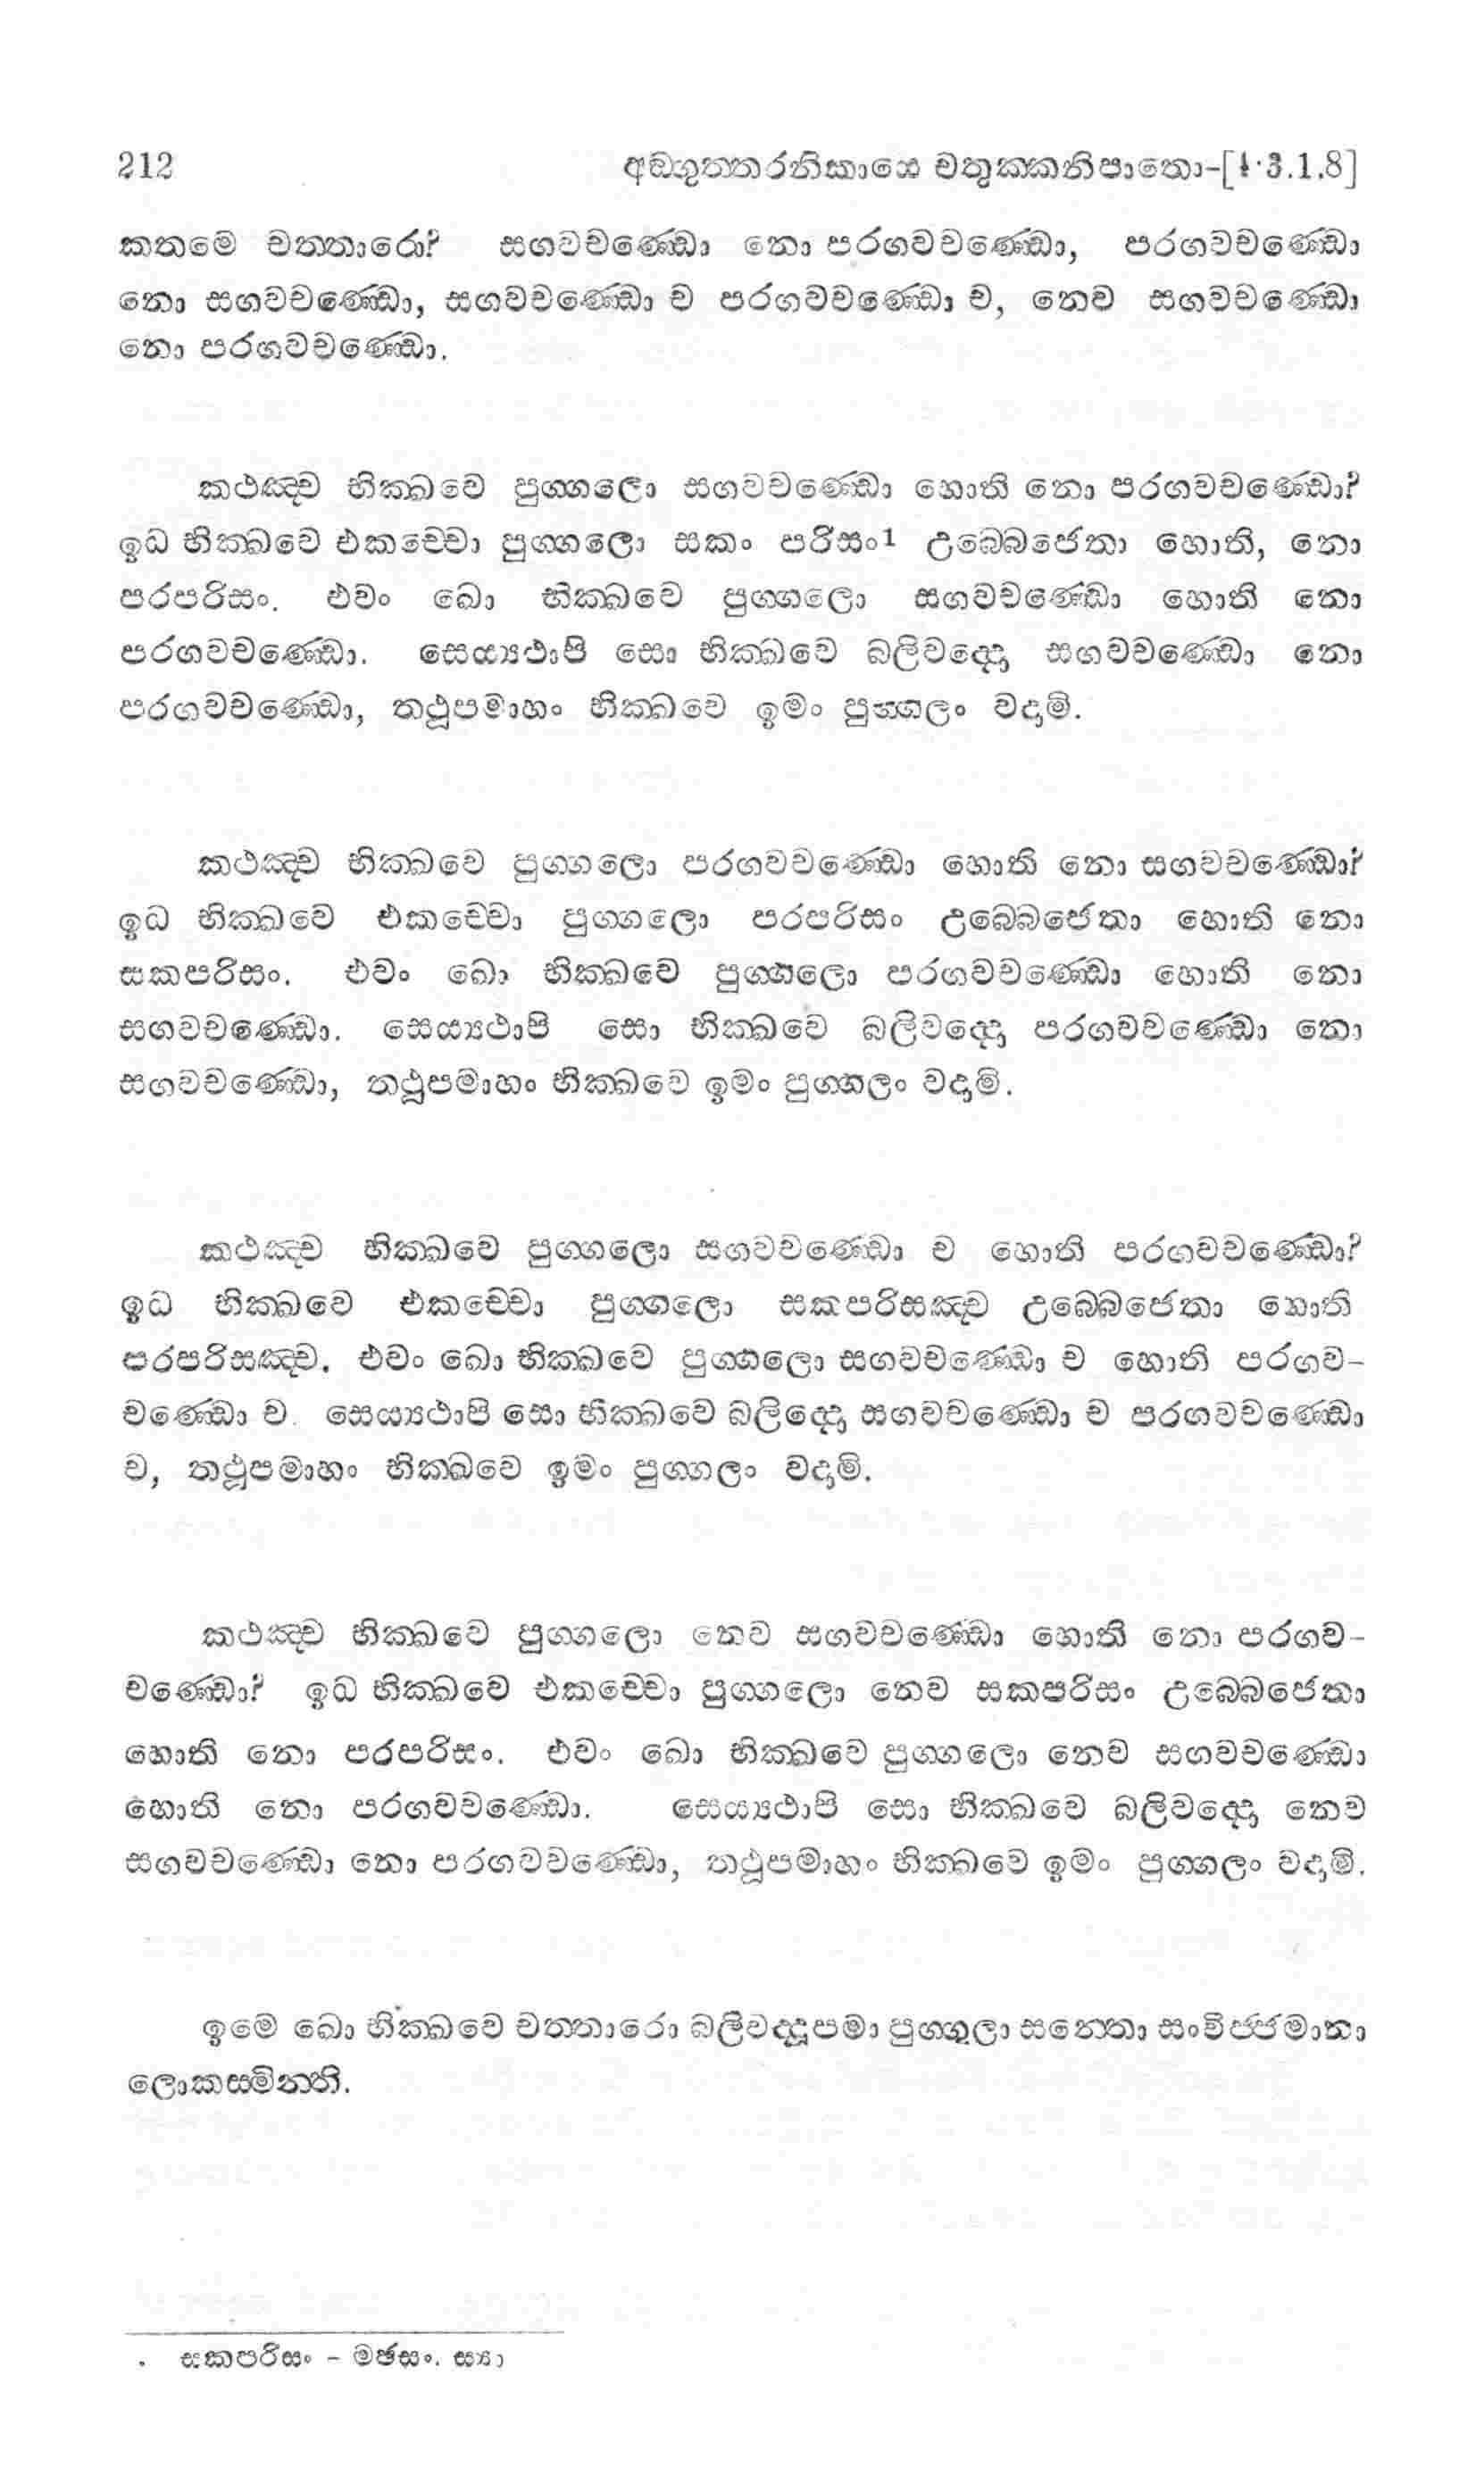 212 අඞ්ගුත්තරනිකායෙ චතුක්කනිපාතො-[4.3.1.8]
කතමෙ චත්තාරො? සගවචණ්ඩො නො පරගවචණ්ඩො, පරගවචණ්ඩො
නො සගවචණ්ඩො, සගවචණ්ඩො ච පරගවචණ්ඩො ච, නෙව සගවචණ්ඩො
නො පරගවචණ්ඩො.
කථඤ්ච භික්ඛවෙ පුග්ගලො සගවචණ්ඩො හොති නො පරගවචණ්ඩො?
ඉධ භික්ඛවෙ එකච්චො පුග්ගලො සකං පරිසං1 උබ්බෙජෙතා හොති, නො
පරපරිසං. එවං ඛො භික්ඛවෙ පුග්ගලො සගවචණ්ඩො හොති නො
පරගවචණ්ඩො. සෙය්‍යථාපි සො භික්ඛවෙ බලිවද්දො සගවචණ්ඩො නො
පරගවචණ්ඩො, තථූපමාහං භික්ඛවෙ ඉමං පුග්ගලං වදාමි.
කථඤ්ච භික්ඛවෙ පුග්ගලො පරගවචණ්ඩො හොති නො සගවචණ්ඩො?
ඉධ භික්ඛවෙ එකච්චො පුග්ගලො පරපරිසං උබ්බෙජෙතා හොති නො
සකපරිසං. එවං ඛො භික්ඛවෙ පුග්ගලො පරගවචණ්ඩො හොති නො
සගවචණ්ඩො. සෙය්‍යථාපි සො භික්ඛවෙ බලිවද්දො පරගවචණ්ඩො නො
සගවචණ්ඩො, තථූපමාහං භික්ඛවෙ ඉමං පුග්ගලං වදාමි.
කථඤ්ච භික්ඛවෙ පුග්ගලො සගවචණ්ඩො ච හොති පරගවචණ්ඩො?
ඉධ භික්ඛවෙ එකච්චො පුග්ගලො සකපරිසඤ්ච උබ්බෙජෙතා හොති
පරපරිසඤ්ච. එවං ඛො භික්ඛවෙ පුග්ගලො සගවචණ්ඩො ච හොති පරගව-
චණ්ඩො ච. සෙය්‍යථාපි සො භික්ඛවෙ බලිද්දො සගවචණ්ඩො ච පරගවචණ්ඩො
ච, තථූපමාහං භික්ඛවෙ ඉමං පුග්ගලං වදාමි.
කථඤ්ච භික්ඛවෙ පුග්ගලො නෙව සගවචණ්ඩො හොති නො පරගව-
චණ්ඩො? ඉධ භික්ඛවෙ එකච්චො පුග්ගලො නෙව සකපරිසං උබ්බෙජෙතා
හොති නො පරපරිසං. එවං ඛො භික්ඛවෙ පුග්ගලො නෙව සගවචණ්ඩො
හොති නො පරගවචණ්ඩො. සෙය්‍යථාපි සො භික්ඛවෙ බලිවද්දො නෙව
සගවචණ්ඩො නො පරගවචණ්ඩො, තථූපමාහං භික්ඛවෙ ඉමං පුග්ගලං වදාමි.
ඉමෙ ඛො භික්ඛවෙ චත්තාරො බලිවද්දූපමා පුග්ගලා සන්තො සංවිජ්ජමානා
ලොකස්මින්ති.
. සකපරිසං - මඡසං. ස්‍යා